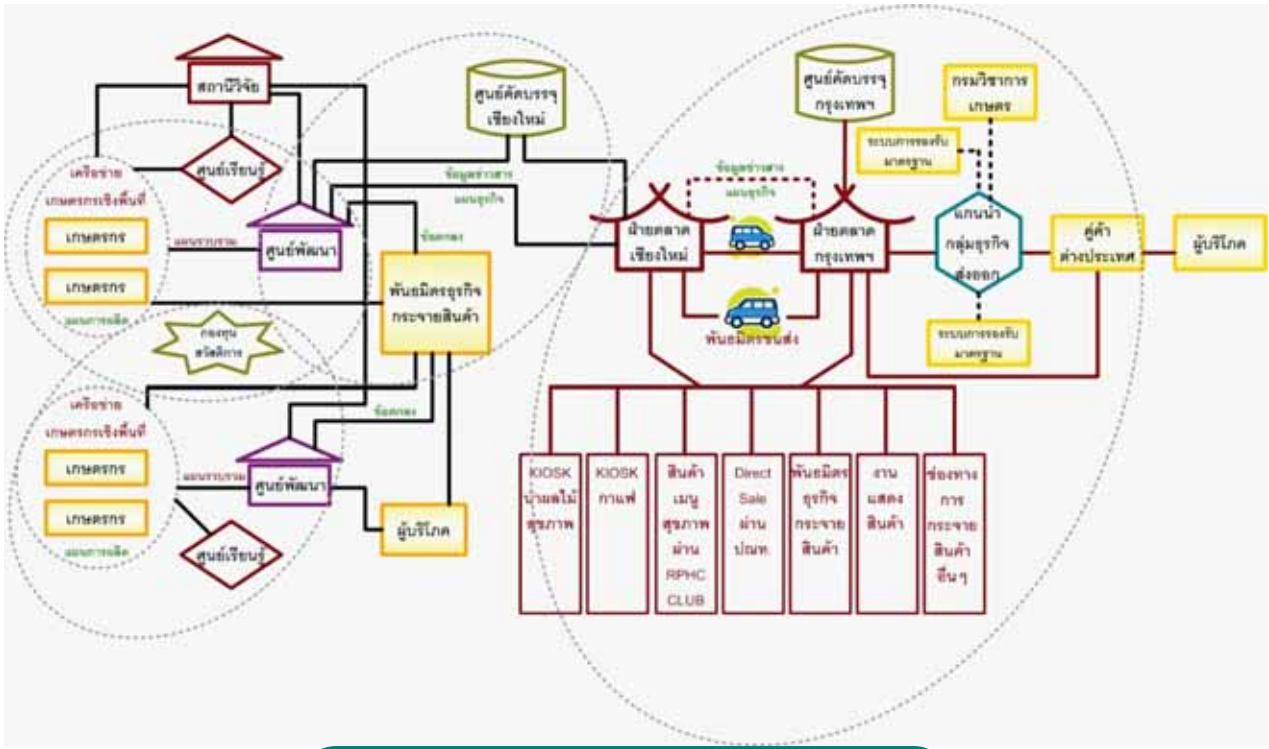 สถานีวิจัย
ศูนย์เรียนรู้
เครือข่าย
เกษตรกรเชิงพื้นที่
เกษตรกร
เกษตรกร
แผนการผลิต
แผนรวบรวม
ศูนย์พัฒนา
ศูนย์คัดบรรจุ
เชียงใหม่
ข้อมูลข่าวสาร
แผนธุรกิจ
ข้อตกลง
พันธมิตรธุรกิจ
กระจายสินค้า
กองทุน
สวัสดิการ
เครือข่าย
เกษตรกรเชิงพื้นที่
เกษตรกร
เกษตรกร
แผนการผลิต
แผนรวบรวม
ศูนย์พัฒนา
ศูนย์เรียนรู้
ข้อตกลง
ผู้บริโภค
ศูนย์คัดบรรจุ
กรุงเทพฯ
กรมวิชาการ
เกษตร
ระบบการรองรับ
มาตรฐาน
ข้อมูลข่าวสาร
แผนธุรกิจ
ฝ่ายตลาด
เชียงใหม่
ฝ่ายตลาด
กรุงเทพฯ
พันธมิตรขนส่ง
แกนนำ
กลุ่มธุรกิจ
ส่งออก
คู่ค้า
ต่างประเทศ
ผู้บริโภค
ระบบการรองรับ
มาตรฐาน
KIOSK
น้ำผลไม้
สุขภาพ
KIOSK
กาแฟ
สินค้า
เมนู
สุขภาพ
ผ่าน
RPHC
CLUB
Direct
Sale
ผ่าน
ปณท.
พันธมิตร
ธุรกิจ
กระจาย
สินค้า
งาน
แสดง
สินค้า
ช่องทาง
การ
กระจาย
สินค้า
อื่นๆ